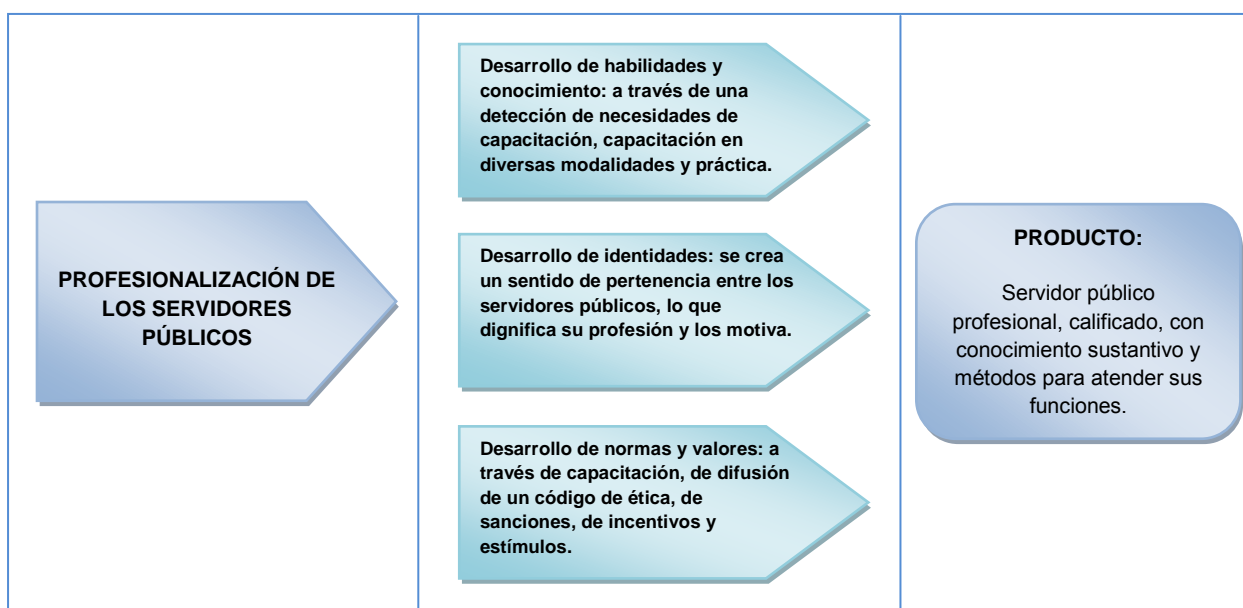 PROFESIONALIZACIÓN DE
LOS SERVIDORES
PÚBLICOS
Desarrollo de habilidades y
conocimiento: a través de una
detección de necesidades de
capacitación, capacitación en
diversas modalidades y práctica.
Desarrollo de identidades: se crea
un sentido de pertenencia entre los
servidores públicos, lo que
dignifica su profesión y los motiva.
Desarrollo de normas y valores: a
través de capacitación, de difusión
de un código de ética, de
sanciones, de incentivos y
estímulos.
PRODUCTO:
Servidor público
profesional, calificado, con
conocimiento sustantivo y
métodos para atender sus
funciones.